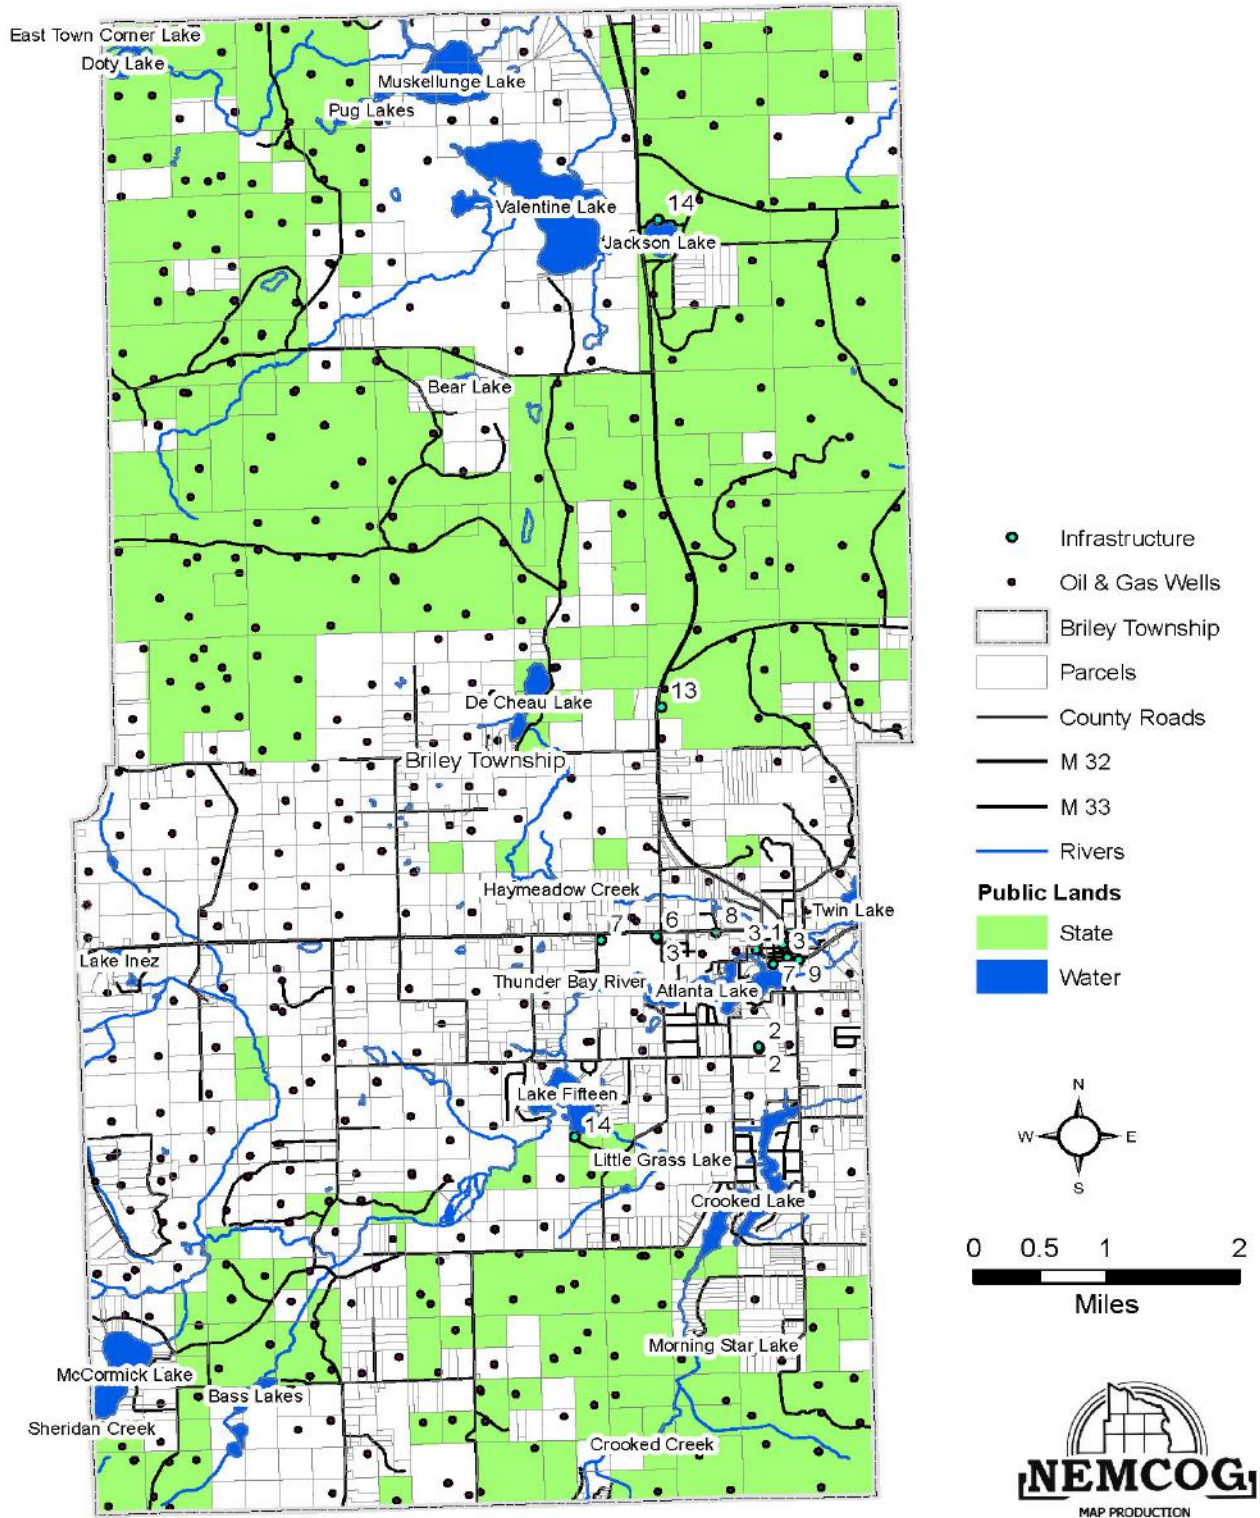 East Town Corner Lake
Doty Lake
Muskellunge Lake
Pug Lakes
14
Valentine Lake
Jackson Lake
Bear Lake
13
De Cheau Lake
Briley Township
Haymeadow Creek
Twin Lake
7
6
8
3
3
1
3
Lake Inez
Thunder Bay River
Atlanta Lake
7
9
2
2
Lake Fifteen
14
Little Grass Lake
Crooked Lake
Morning Star Lake
McCormick Lake
Bass Lakes
Sheridan Creek
Crooked Creek
Infrastructure
Oil & Gas Wells
Briley Township
Parcels
County Roads
M 32
M 33
Rivers
Public Lands
State
Water
N
W E
S
0 0.5 1 2
Miles
NEMCOG
MAP PRODUCTION